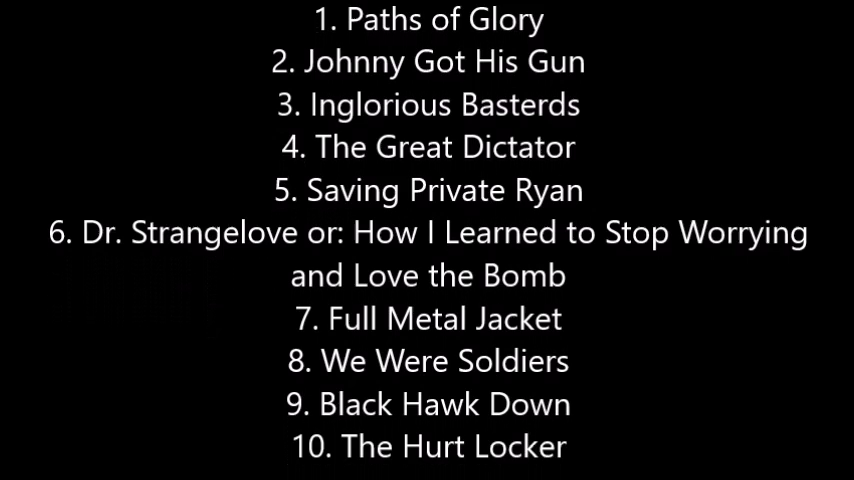 1. Paths of Glory
2. Johnny Got His Gun
3. Inglorious Basterds
4. The Great Dictator
5. Saving Private Ryan
6. Dr. Strangelove or: How I Learned to Stop Worrying
and Love the Bomb
7. Full Metal Jacket
8. We Were Soldiers
9. Black Hawk Down
10. The Hurt Locker